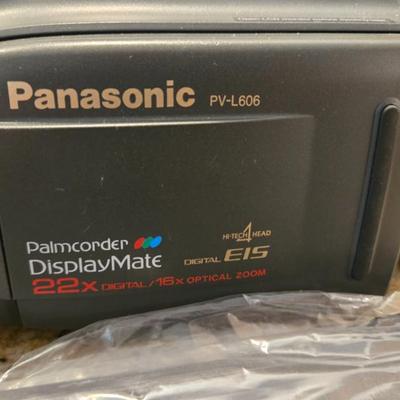 Panasonic PV-L606
HI-TECH 4 HEAD
Palmcorder
DisplayMate DIGITAL EIS
22x DIGITAL/16x OPTICAL ZOOM